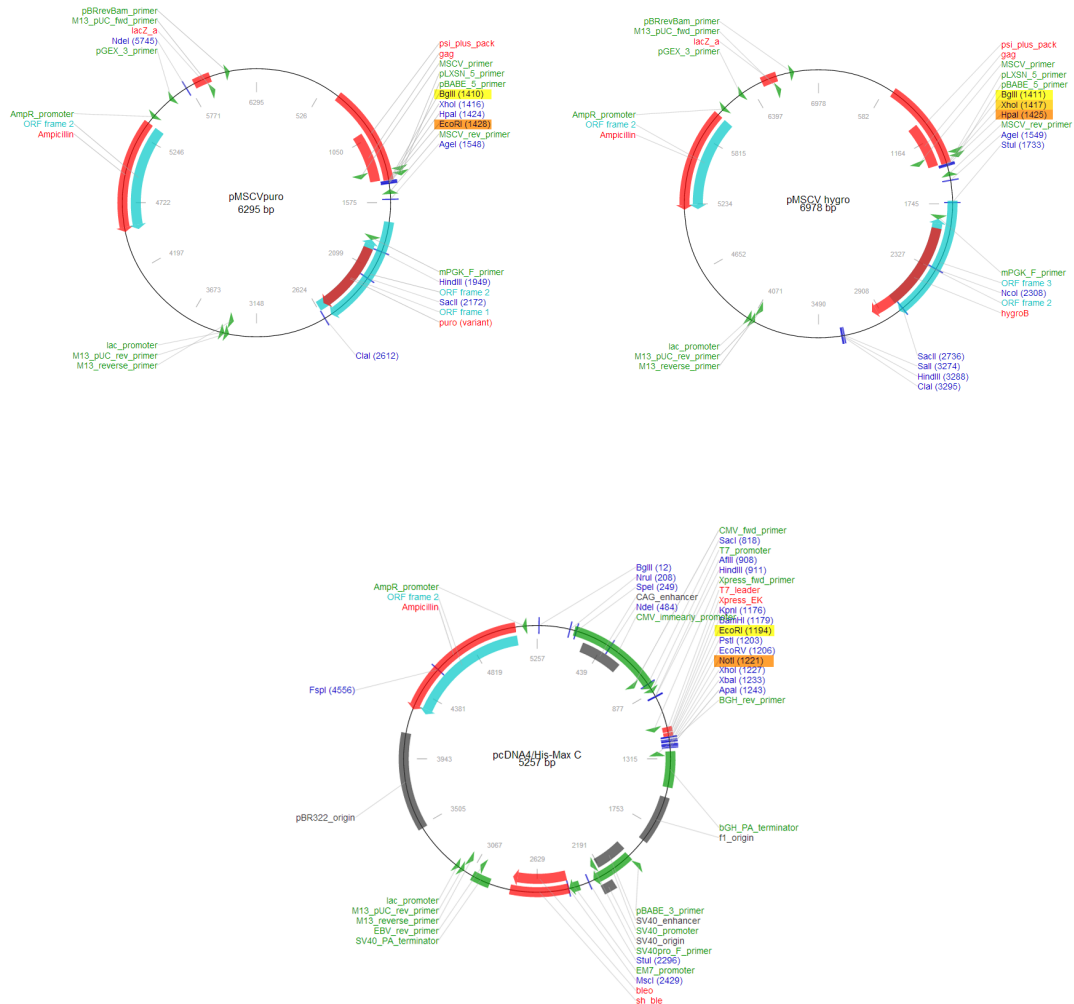 pBRrevBam_primer
M13_pUC_fwd_primer
lacZ_a
NdeI (5745)
pGEX_3_primer
AmpR_promoter
ORF frame 2
Ampicillin
psi_plus_pack
gag
MSCV_primer
pLXSN_5_primer
pBABE_5_primer
BglII (1410)
XhoI (1416)
HpaI (1424)
EcoRI (1428)
MSCV_rev_primer
AgeI (1548)
6295
526
1050
1575
2099
2624
3148
3673
4197
4722
5246
5771
pMSCVpuro
6295 bp
mPGK_F_primer
HindIII (1949)
ORF frame 2
SacII (2172)
ORF frame 1
puro (variant)
ClaI (2612)
lac_promoter
M13_pUC_rev_primer
M13_reverse_primer
pBRrevBam_primer
M13_pUC_fwd_primer
lacZ_a
pGEX_3_primer
AmpR_promoter
ORF frame 2
Ampicillin
psi_plus_pack
gag
MSCV_primer
pLXSN_5_primer
pBABE_5_primer
BglII (1411)
XhoI (1417)
HpaI (1425)
MSCV_rev_primer
AgeI (1549)
StuI (1733)
6978
582
1164
1745
2327
2908
3490
4071
4652
5234
5815
6397
pMSCV hygro
6978 bp
mPGK_F_primer
ORF frame 3
NcoI (2308)
ORF frame 2
hygroB
SacII (2736)
SalI (3274)
HindIII (3288)
ClaI (3295)
lac_promoter
M13_pUC_rev_primer
M13_reverse_primer
CMV_fwd_primer
SacI (818)
T7_promoter
AflII (908)
HindIII (911)
Xpress_fwd_primer
T7_leader
Xpress_EK
KpnI (1176)
BamHI (1179)
EcoRI (1194)
PstI (1203)
EcoRV (1206)
NotI (1221)
XhoI (1227)
XbaI (1233)
ApaI (1243)
BGH_rev_primer
BglII (12)
NruI (208)
SpeI (249)
CAG_enhancer
NdeI (484)
CMV_immearly_promoter
AmpR_promoter
ORF frame 2
Ampicillin
FspI (4556)
5257
439
877
1315
1753
2191
2629
3067
3505
3943
4381
4819
pcDNA4/His-Max C
5257 bp
pBR322_origin
bGH_PA_terminator
f1_origin
lac_promoter
M13_pUC_rev_primer
M13_reverse_primer
EBV_rev_primer
SV40_PA_terminator
pBABE_3_primer
SV40_enhancer
SV40_promoter
SV40_origin
SV40pro_F_primer
StuI (2296)
EM7_promoter
MscI (2429)
bleo
sh_ble